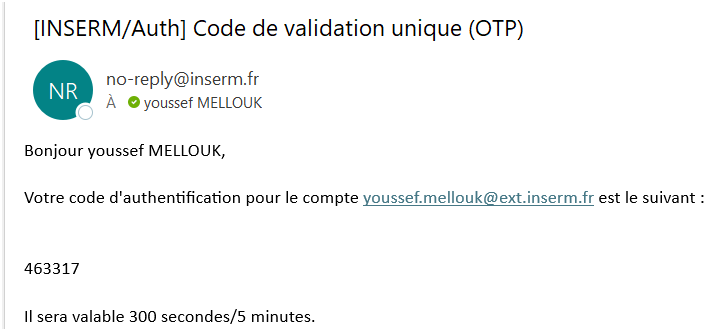 [INSERM/Auth] Code de validation unique (OTP)
NR
no-reply@inserm.fr
À youssef MELLOUK
Bonjour youssef MELLOUK,
Votre code d'authentification pour le compte youssef.mellouk@ext.inserm.fr est le suivant :
463317
Il sera valable 300 secondes/5 minutes.